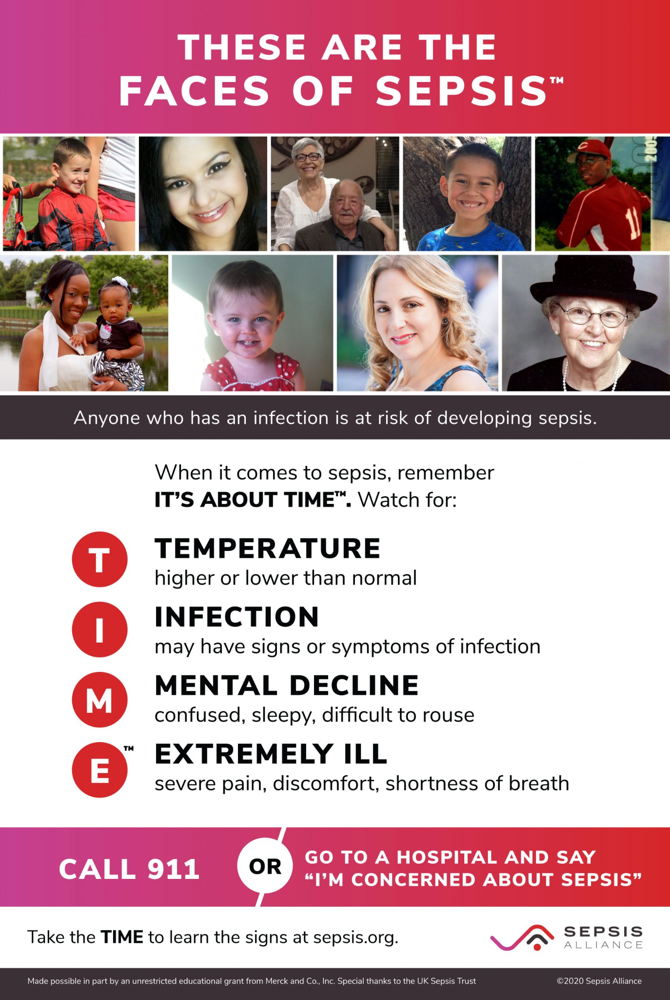 THESE ARE THE
FACES OF SEPSIS™
2005
11
Anyone who has an infection is at risk of developing sepsis.
When it comes to sepsis, remember
IT'S ABOUT TIME™. Watch for:
T
TEMPERATURE
higher or lower than normal
I
INFECTION
may have signs or symptoms of infection
M
MENTAL DECLINE
confused, sleepy, difficult to rouse
E™
EXTREMELY ILL
severe pain, discomfort, shortness of breath
CALL 911
OR
GO TO A HOSPITAL AND SAY
“I'M CONCERNED ABOUT SEPSIS”
Take the TIME to learn the signs at sepsis.org.
SEPSIS
ALLIANCE
Made possible in part by an unrestricted educational grant from Merck and Co., Inc. Special thanks to the UK Sepsis Trust
©2020 Sepsis Alliance